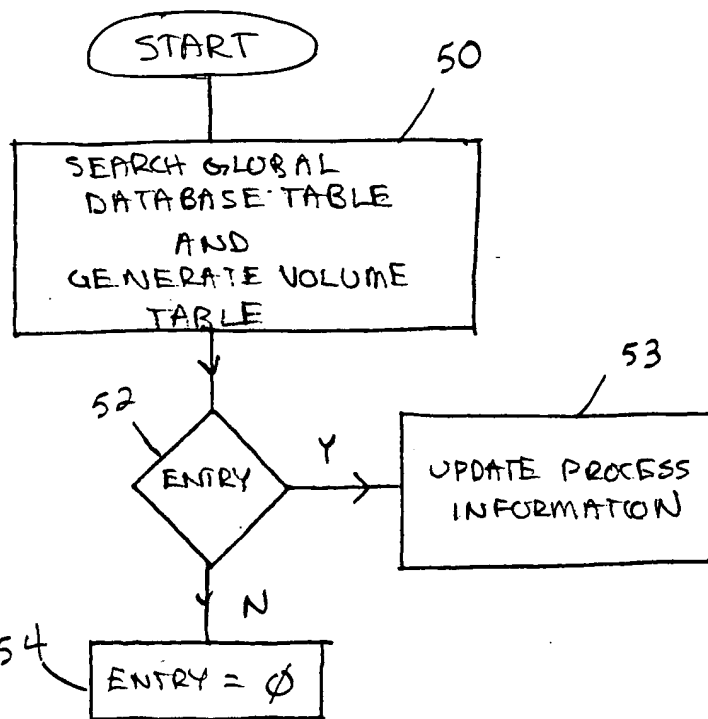 START
50
SEARCH GLOBAL
DATABASE TABLE
AND
GENERATE VOLUME
TABLE
52
ENTRY
Y
53
UPDATE PROCESS
INFORMATION
N
54
ENTRY = Ø